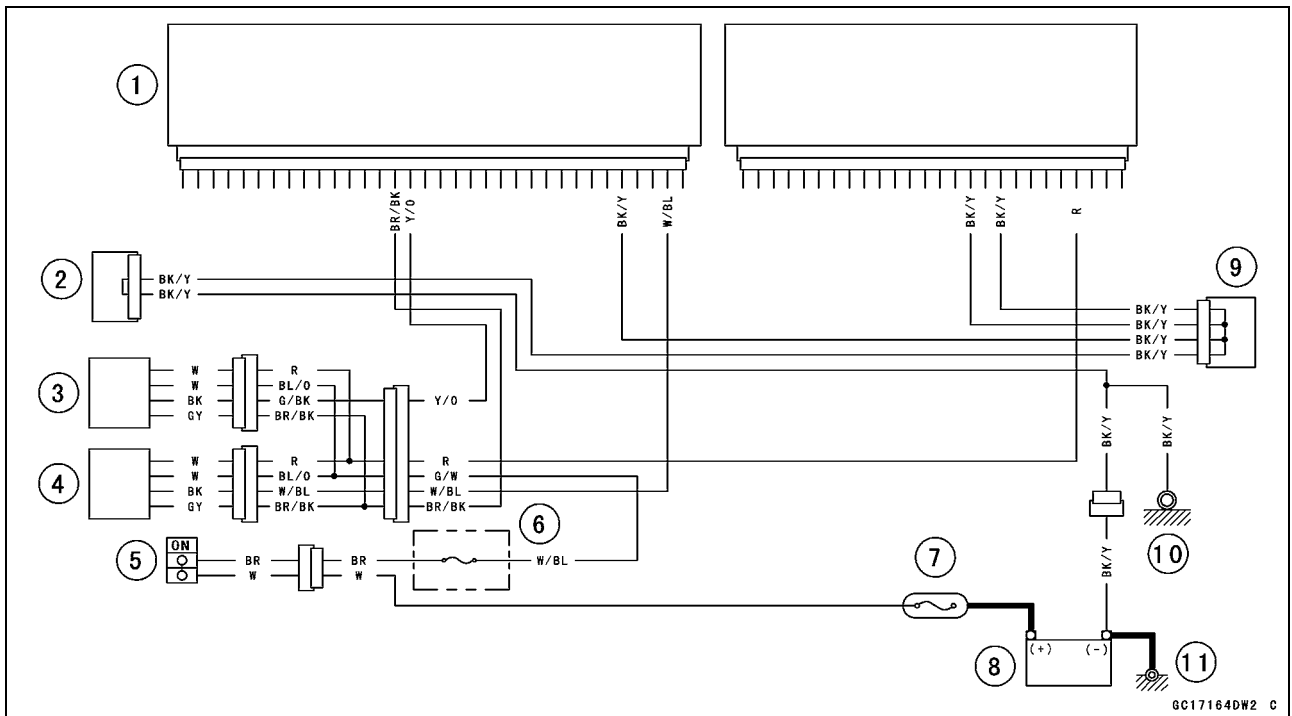 1
BR/BK
Y/O
BK/Y
W/BL
BK/Y
BK/Y
R
2
BK/Y
BK/Y
9
BK/Y
BK/Y
BK/Y
BK/Y
3
W R
W BL/O
BK G/BK Y/O
GY BR/BK
4
W R R
W BL/O G/W
BK W/BL W/BL
GY BR/BK BR/BK
BK/Y
BK/Y
6
5
ON
BR BR W/BL
W W
7
10
BK/Y
8
(+) (-)
11
GC17164DW2 C